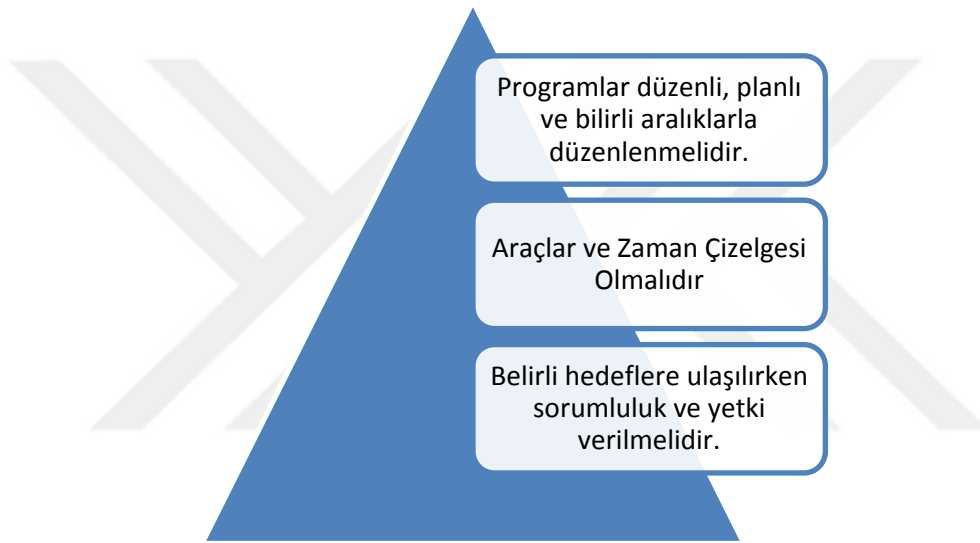 Programlar düzenli, planlı
ve bilirli aralıklarla
düzenlenmelidir.
Araçlar ve Zaman Çizelgesi
Olmalıdır
Belirli hedeflere ulaşılırken
sorumluluk ve yetki
verilmelidir.